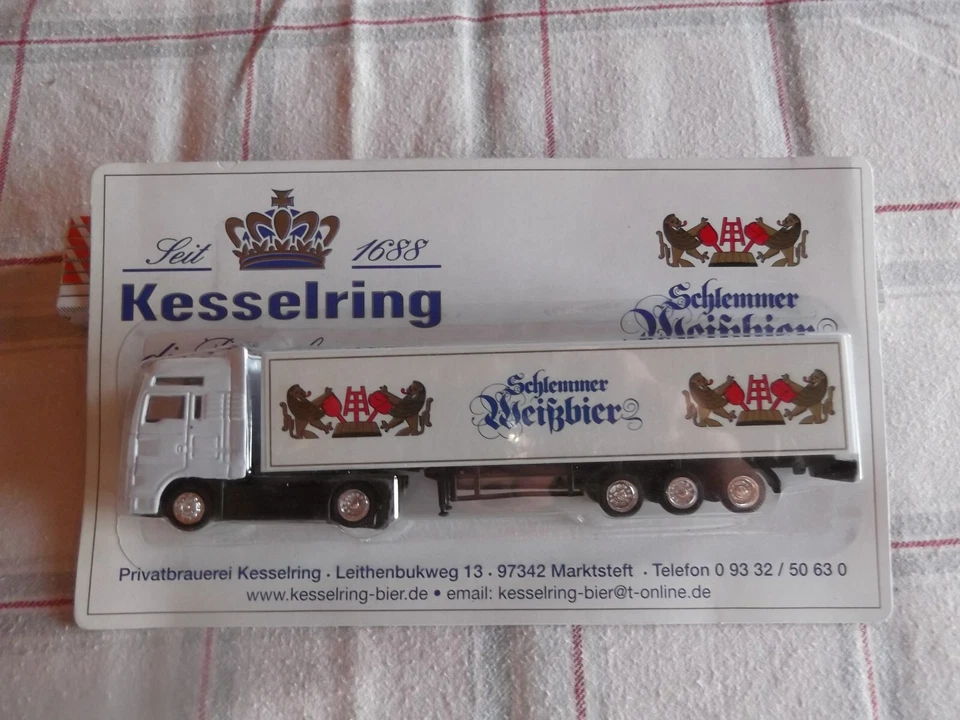 Seit 1688
Kesselring
Schlemmer
Weißbier
Schlemmer
Weißbier
Privatbrauerei Kesselring · Leithenbukweg 13 · 97342 Marktsteft · Telefon 0 93 32 / 50 63 0
www.kesselring-bier.de • email: kesselring-bier@t-online.de